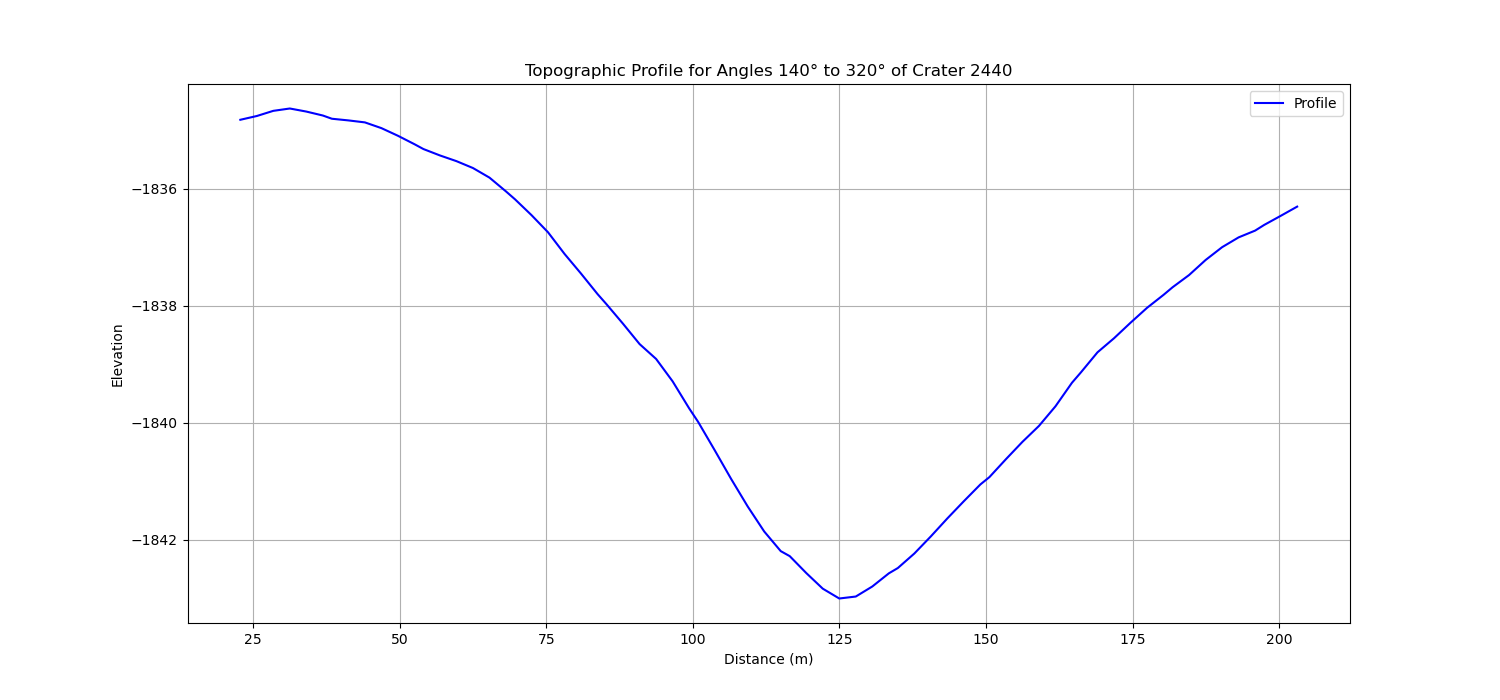 Topographic Profile for Angles 140° to 320° of Crater 2440
Profile
Elevation
−1836
−1838
−1840
−1842
25 50 75 100 125 150 175 200
Distance (m)